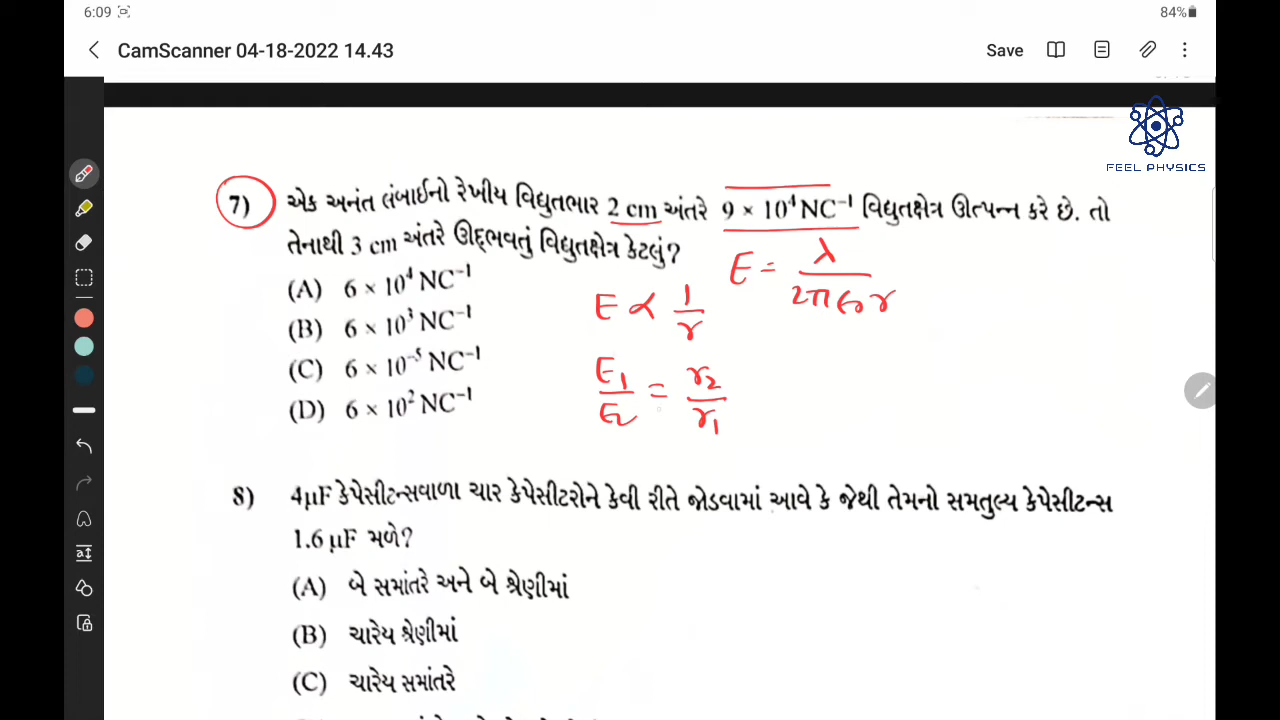 6:09
84%
CamScanner 04-18-2022 14.43
Save
FEEL PHYSICS
7) એક અનંત લંબાઈનો રેખીય વિદ્યુતભાર 2 cm અંતરે 9 × 10⁴ NC⁻¹ વિદ્યુતક્ષેત્ર ઊત્પન્ન કરે છે. તો
તેનાથી 3 cm અંતરે ઊદ્દભવતું વિદ્યુતક્ષેત્ર કેટલું?
E = λ / 2π ε₀ r
(A) 6 × 10⁴ NC⁻¹
E ∝ 1 / r
(B) 6 × 10³ NC⁻¹
(C) 6 × 10⁻⁵ NC⁻¹
E₁ / E₂ = r₂ / r₁
(D) 6 × 10² NC⁻¹
8) 4μF કેપેસીટન્સવાળા ચાર કેપેસીટરોને કેવી રીતે જોડવામાં આવે કે જેથી તેમનો સમતુલ્ય કેપેસીટન્સ
1.6 μF મળે?
(A) બે સમાંતરે અને બે શ્રેણીમાં
(B) ચારેય શ્રેણીમાં
(C) ચારેય સમાંતરે